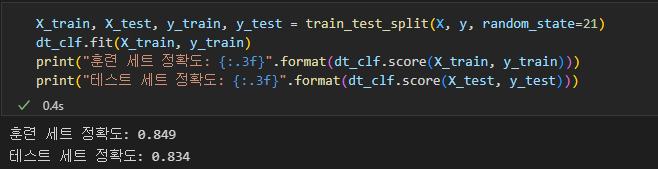 X_train, X_test, y_train, y_test = train_test_split(X, y, random_state=21)
dt_clf.fit(X_train, y_train)
print("훈련 세트 정확도: {:.3f}".format(dt_clf.score(X_train, y_train)))
print("테스트 세트 정확도: {:.3f}".format(dt_clf.score(X_test, y_test)))
✓ 0.4s
훈련 세트 정확도: 0.849
테스트 세트 정확도: 0.834